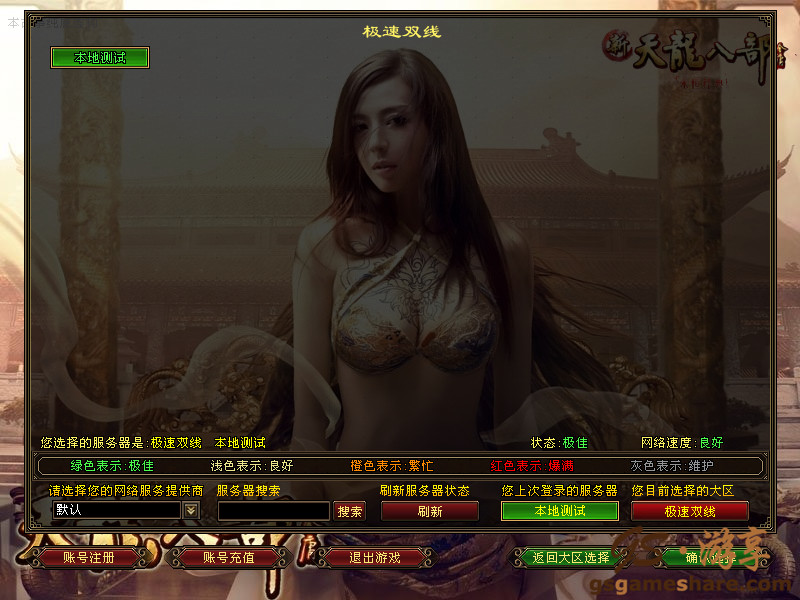 极速双线
本地测试
新天龍八部
您选择的服务器是:极速双线 本地测试 状态:极佳 网络速度:良好
绿色表示:极佳 浅色表示:良好 橙色表示:繁忙 红色表示:爆满 灰色表示:维护
请选择您的网络服务提供商 服务器搜索 刷新服务器状态 您上次登录的服务器 您目前选择的大区
默认 搜索 刷新 本地测试 极速双线
账号注册 账号充值 退出游戏 返回大区选择
游享
gsgameshare.com